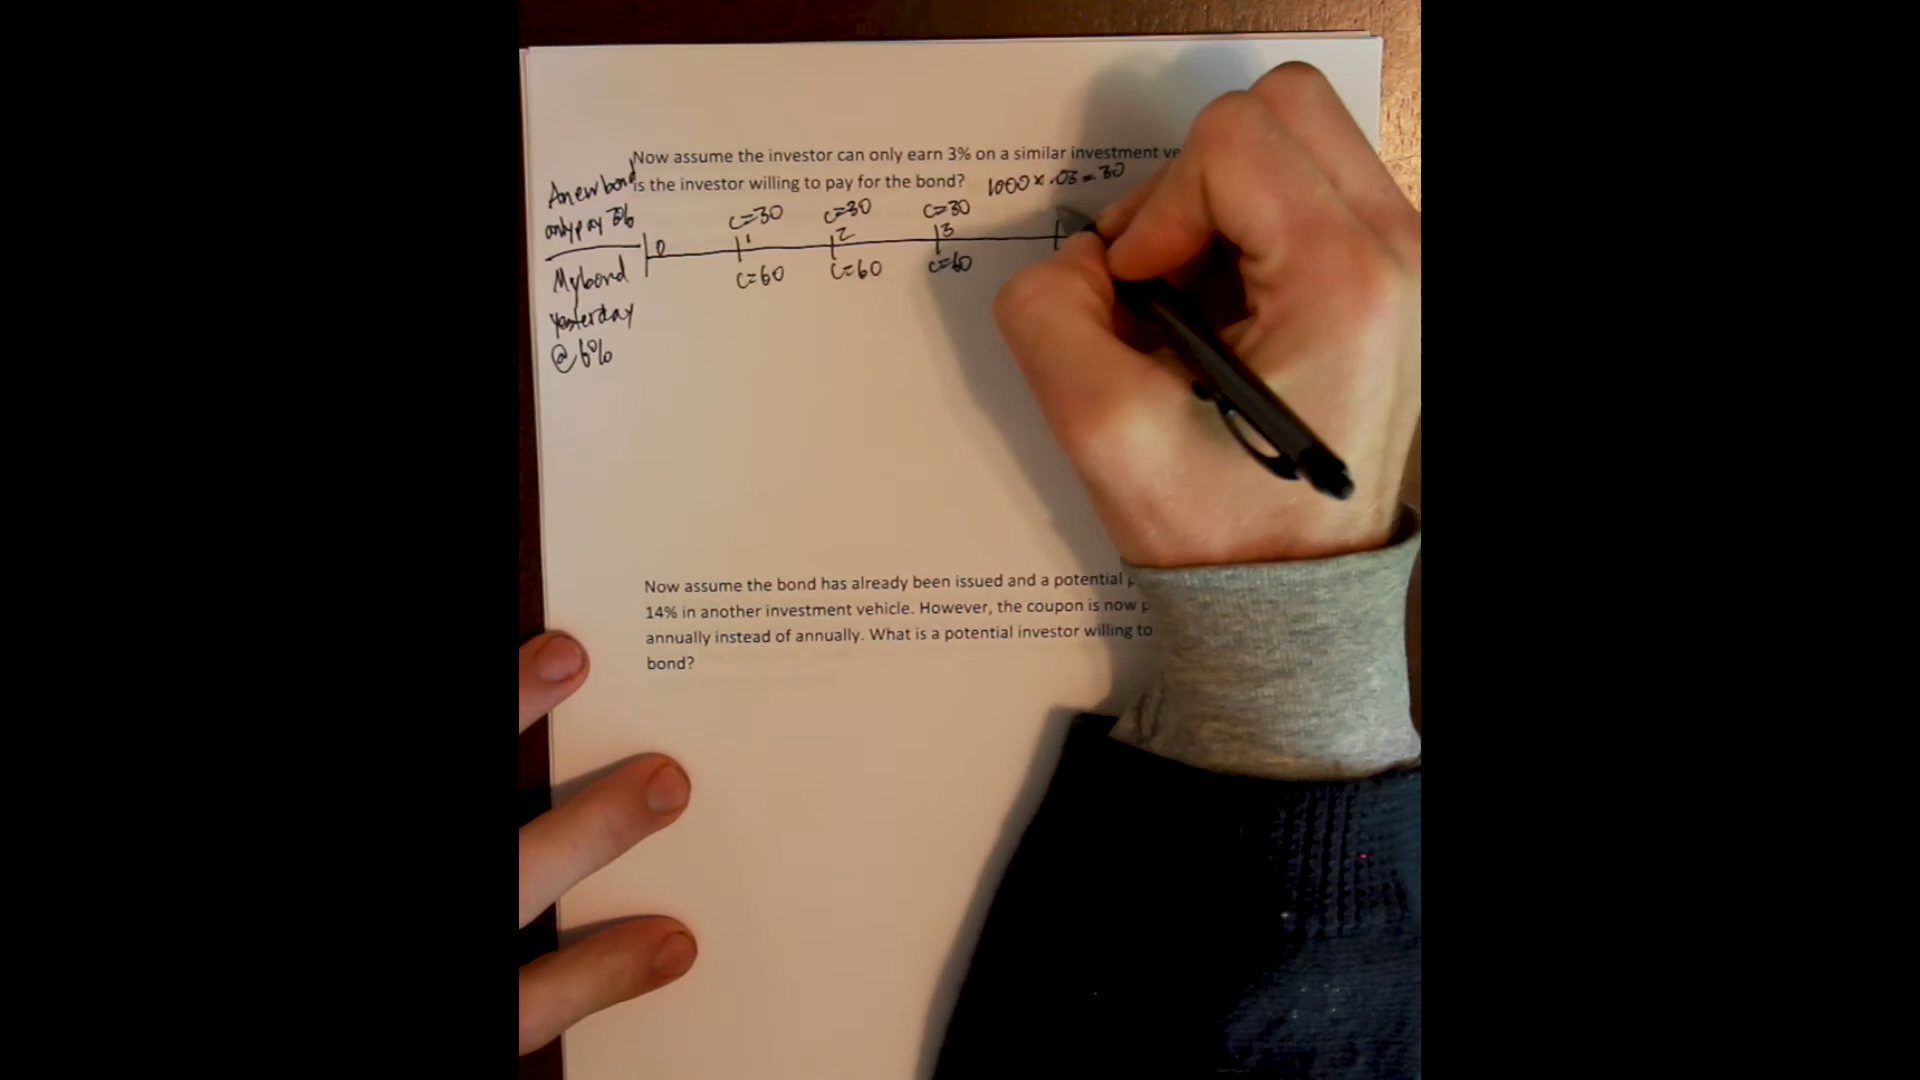 Now assume the investor can only earn 3% on a similar investment ve
is the investor willing to pay for the bond? 1000 x .03 = 30
A new bond
only pay 3%
c=30 c=30 c=30
0 1 2 3
c=60 c=60 c=60
My bond
yesterday
@ 6%
Now assume the bond has already been issued and a potential p
14% in another investment vehicle. However, the coupon is now p
annually instead of annually. What is a potential investor willing to
bond?